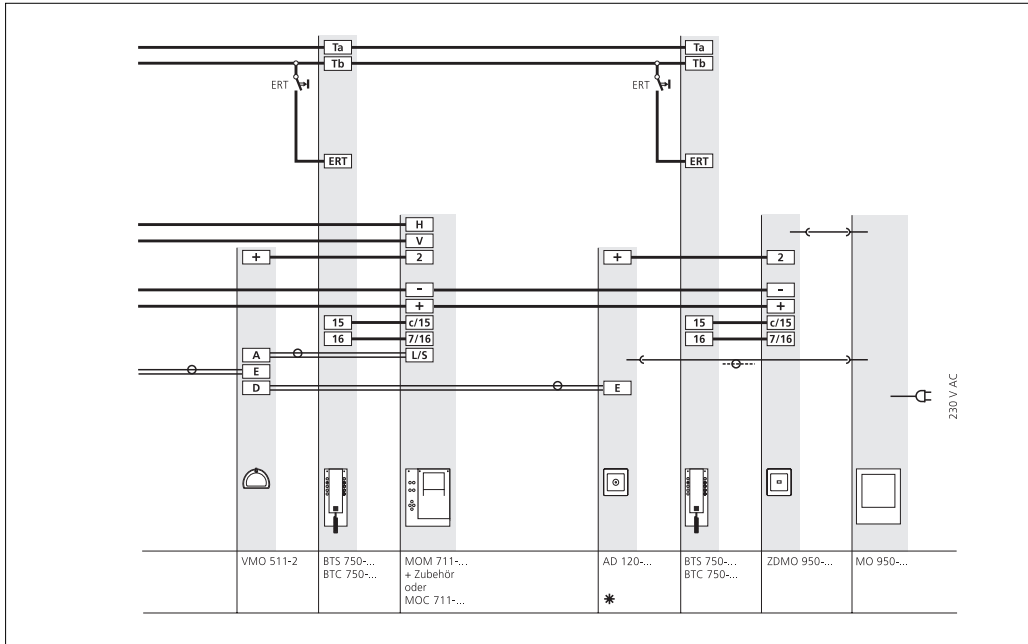 Ta Ta
Tb Tb
ERT ERT
ERT ERT
H
V
+ 2 + 2
- -
+ +
15 c/15 15 c/15
16 7/16 16 7/16
A L/S
E
D E
230 V AC
VMO 511-2 BTS 750-... MOM 711-... AD 120-... BTS 750-... ZDMO 950-... MO 950-...
BTC 750-... + Zubehör BTC 750-...
oder
MOC 711-... *